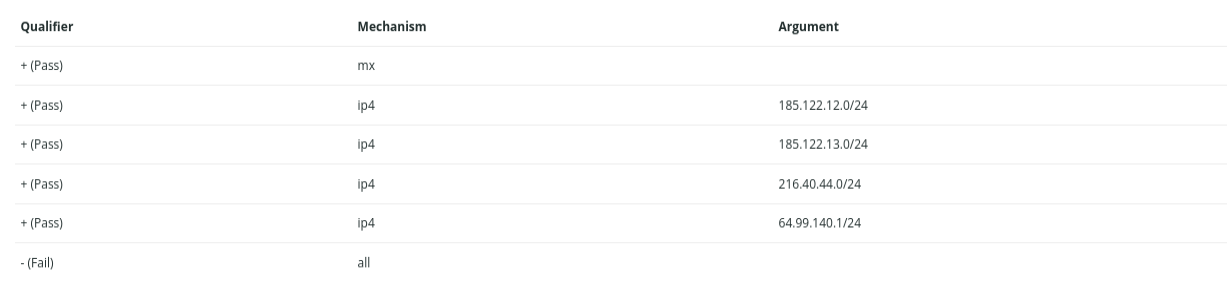 Qualifier Mechanism Argument
+ (Pass) mx
+ (Pass) ip4 185.122.12.0/24
+ (Pass) ip4 185.122.13.0/24
+ (Pass) ip4 216.40.44.0/24
+ (Pass) ip4 64.99.140.1/24
- (Fail) all